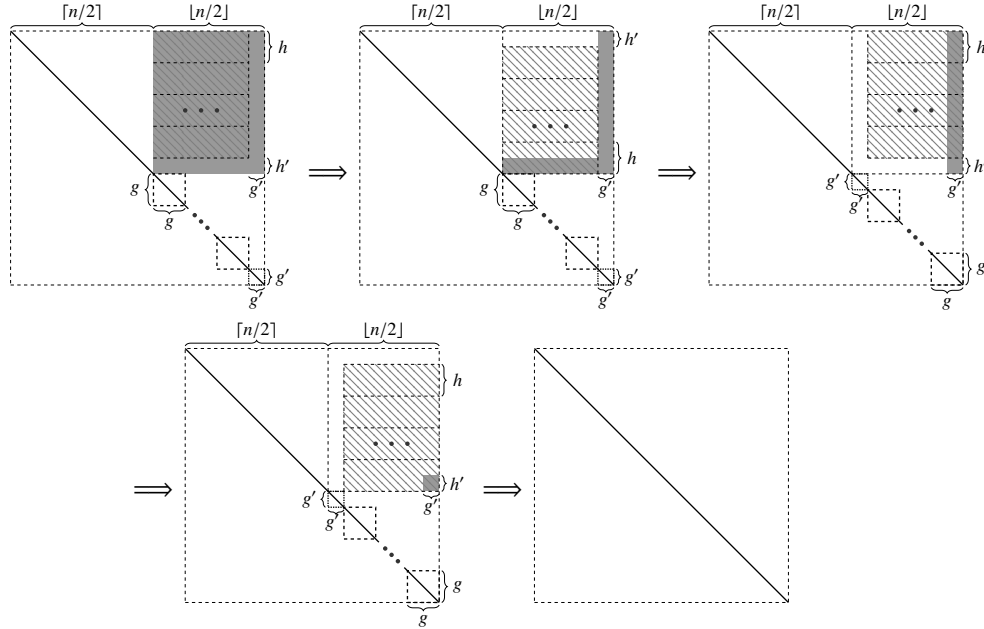 ⌈n/2⌉ ⌊n/2⌋ ⌈n/2⌉ ⌊n/2⌋ ⌈n/2⌉ ⌊n/2⌋
h h′ h
h
h′ h′
g g′ g g′ g′ g′
g g g′
g
g′ g′
g′ g′ g
⌈n/2⌉ ⌊n/2⌋
h
h′
g′ g′
g′
g
g